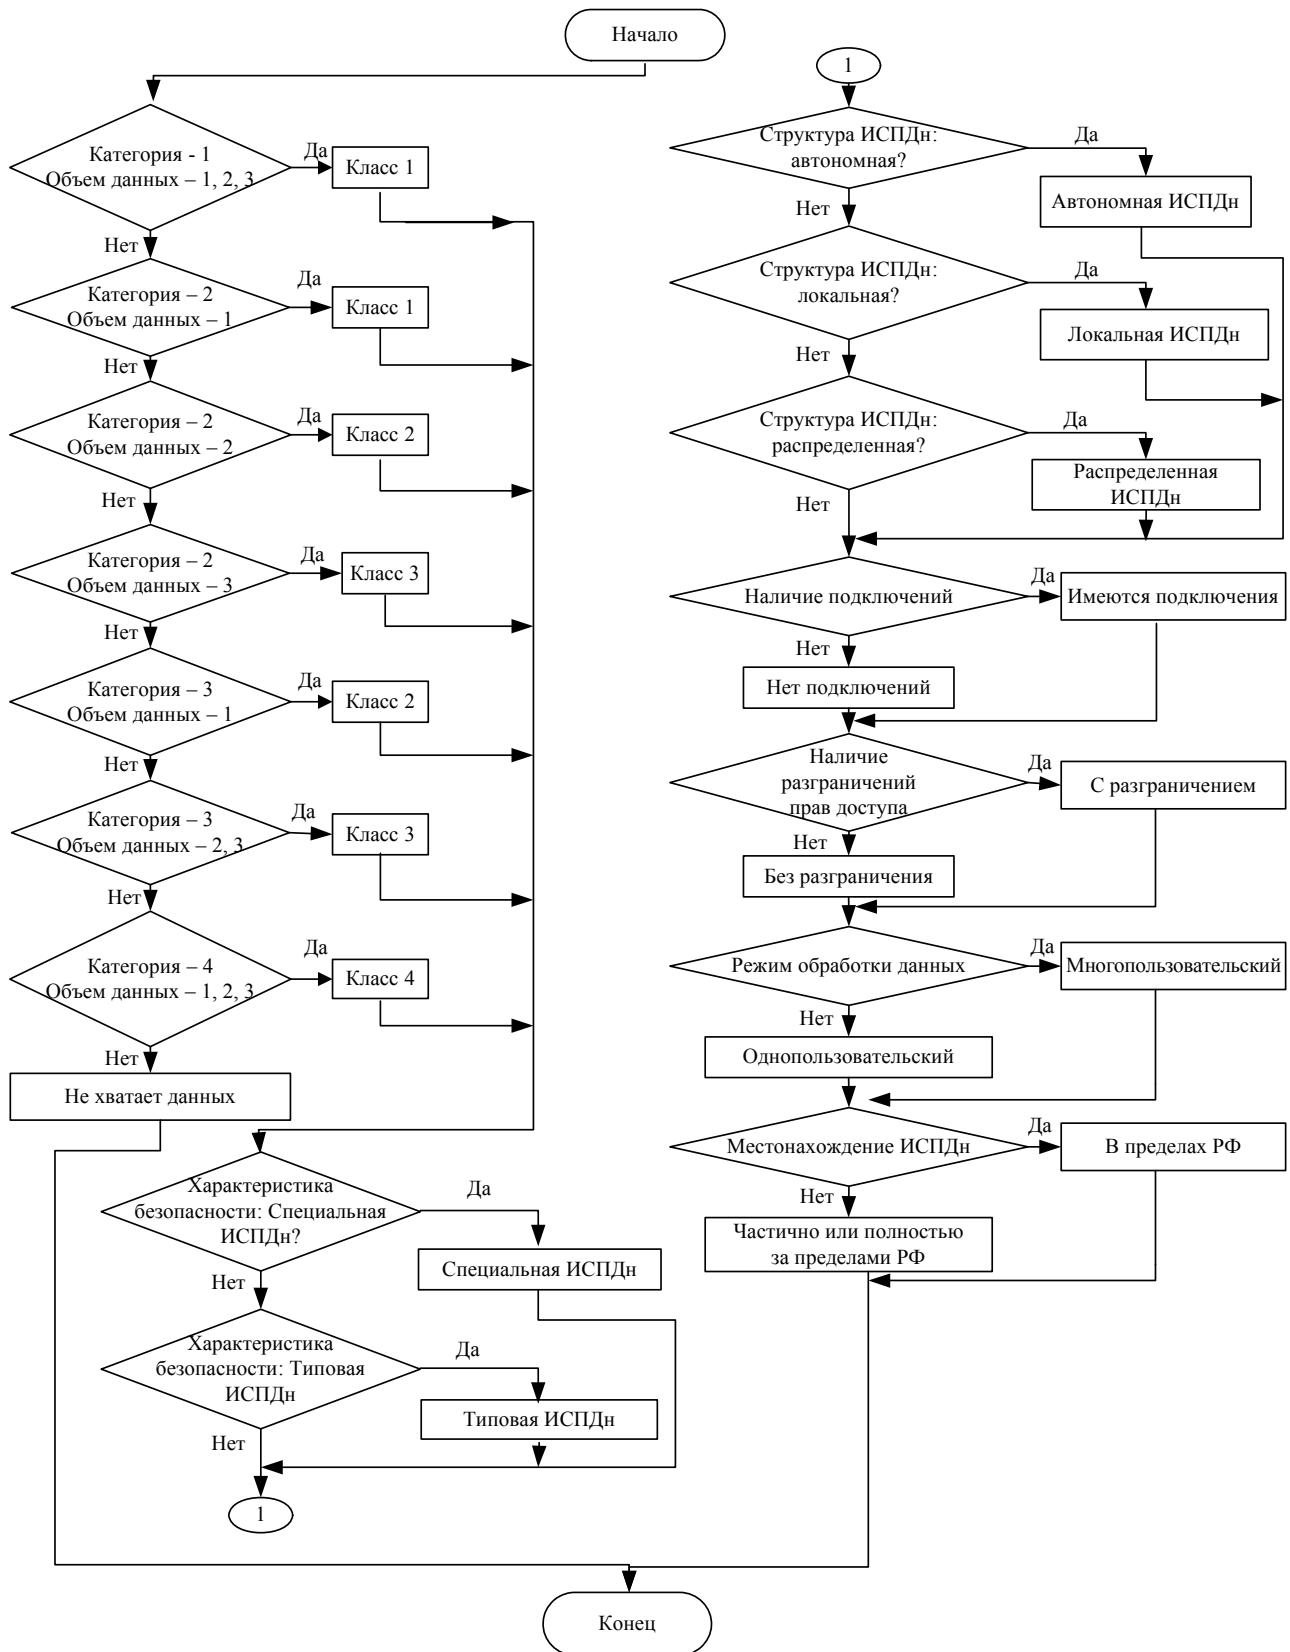 Начало
Категория - 1
Объем данных – 1, 2, 3
Да
Класс 1
Нет
Категория – 2
Объем данных – 1
Да
Класс 1
Нет
Категория – 2
Объем данных – 2
Да
Класс 2
Нет
Категория – 2
Объем данных – 3
Да
Класс 3
Нет
Категория – 3
Объем данных – 1
Да
Класс 2
Нет
Категория – 3
Объем данных – 2, 3
Да
Класс 3
Нет
Категория – 4
Объем данных – 1, 2, 3
Да
Класс 4
Нет
Не хватает данных
Характеристика
безопасности: Специальная
ИСПДн?
Да
Специальная ИСПДн
Нет
Характеристика
безопасности: Типовая
ИСПДн
Да
Типовая ИСПДн
Нет
1
1
Структура ИСПДн:
автономная?
Да
Автономная ИСПДн
Нет
Структура ИСПДн:
локальная?
Да
Локальная ИСПДн
Нет
Структура ИСПДн:
распределенная?
Да
Распределенная
ИСПДн
Нет
Наличие подключений
Да
Имеются подключения
Нет
Нет подключений
Наличие
разграничений
прав доступа
Да
С разграничением
Нет
Без разграничения
Режим обработки данных
Да
Многопользовательский
Нет
Однопользовательский
Местонахождение ИСПДн
Да
В пределах РФ
Нет
Частично или полностью
за пределами РФ
Конец